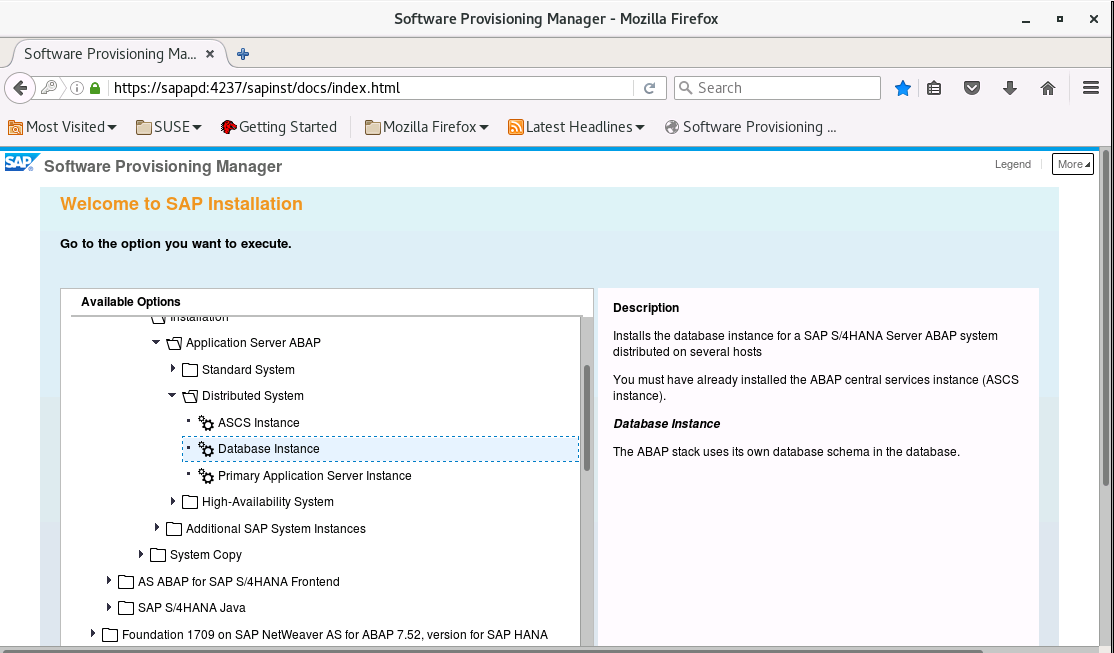 Software Provisioning Manager - Mozilla Firefox
Software Provisioning Ma...
https://sapapd:4237/sapinst/docs/index.html
Search
Most Visited
SUSE
Getting Started
Mozilla Firefox
Latest Headlines
Software Provisioning ...
SAP
Software Provisioning Manager
Legend
More
Welcome to SAP Installation
Go to the option you want to execute.
Available Options
Installation
Application Server ABAP
Standard System
Distributed System
ASCS Instance
Database Instance
Primary Application Server Instance
High-Availability System
Additional SAP System Instances
System Copy
AS ABAP for SAP S/4HANA Frontend
SAP S/4HANA Java
Foundation 1709 on SAP NetWeaver AS for ABAP 7.52, version for SAP HANA
Description
Installs the database instance for a SAP S/4HANA Server ABAP system
distributed on several hosts
You must have already installed the ABAP central services instance (ASCS
instance).
Database Instance
The ABAP stack uses its own database schema in the database.